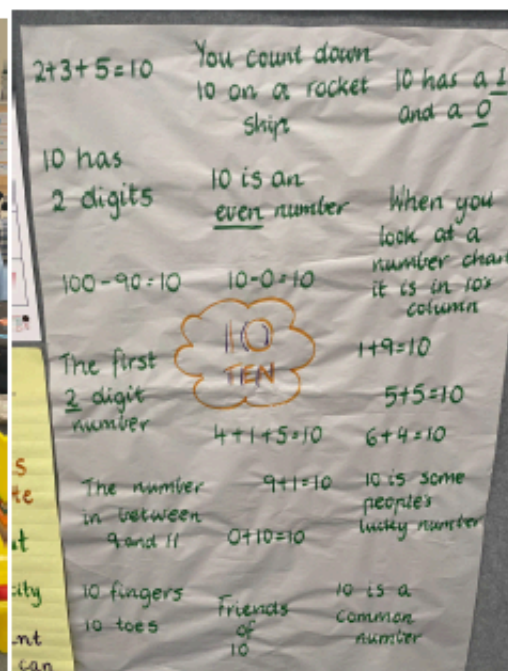 2+3+5=10
You count down
10 on a rocket
ship
10 has a 1
and a 0
10 has
2 digits
10 is an
even number
When you
look at a
number chart
it is in 10's
column
100-90=10
10-0=10
10
TEN
The first
2 digit
number
1+9=10
5+5=10
4+1+5=10
6+4=10
The number
in between
9 and 11
9+1=10
0+10=10
10 is some
people's
lucky number
10 fingers
10 toes
Friends
of
10
10 is a
common
number
can